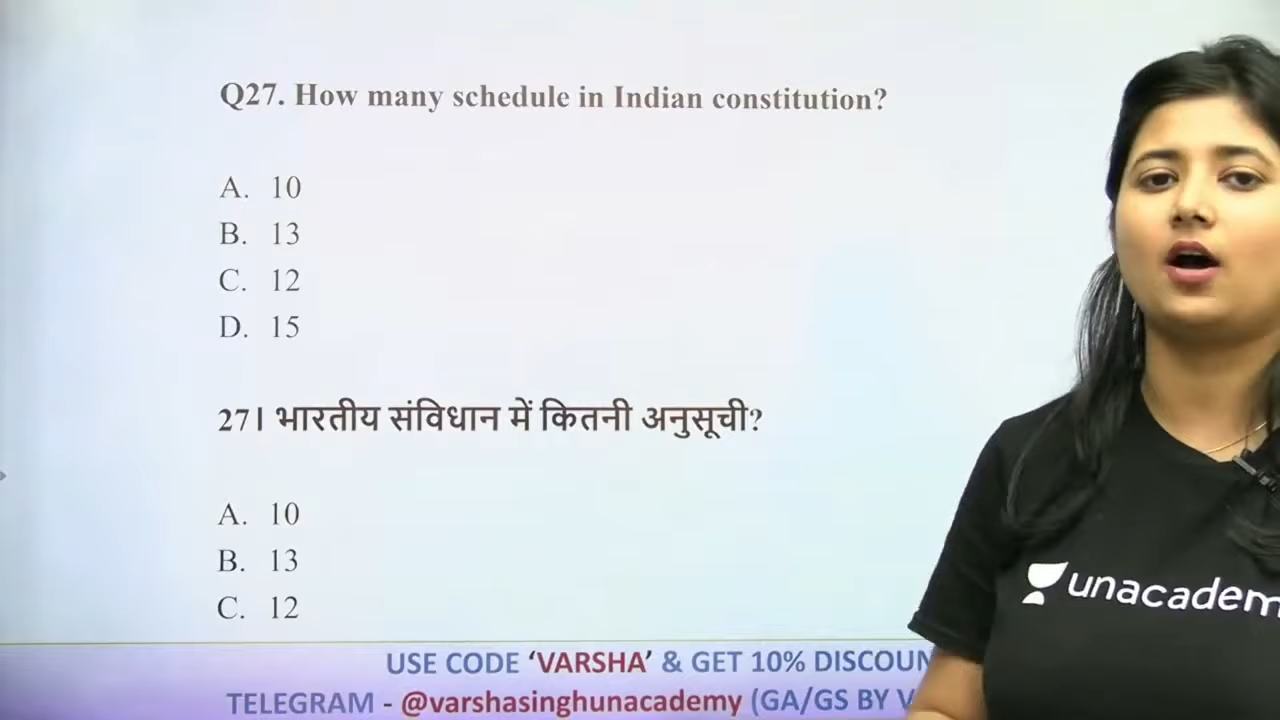 Q27. How many schedule in Indian constitution?
A. 10
B. 13
C. 12
D. 15
27। भारतीय संविधान में कितनी अनुसूची?
A. 10
B. 13
C. 12
unacadem
USE CODE ‘VARSHA’ & GET 10% DISCOUN
TELEGRAM - @varshasinghunacademy (GA/GS BY V